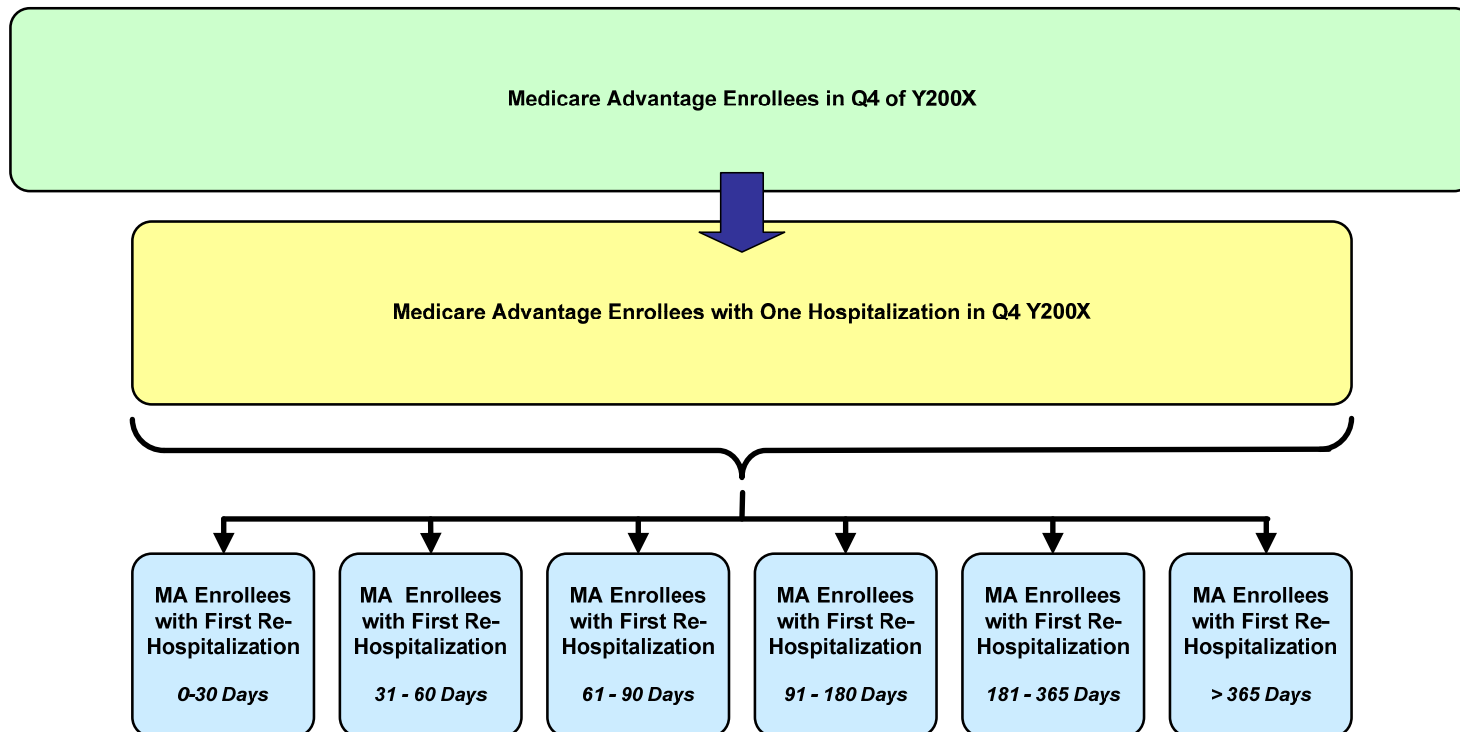 Medicare Advantage Enrollees in Q4 of Y200X
Medicare Advantage Enrollees with One Hospitalization in Q4 Y200X
MA Enrollees
with First Re-
Hospitalization
0-30 Days
MA Enrollees
with First Re-
Hospitalization
31 - 60 Days
MA Enrollees
with First Re-
Hospitalization
61 - 90 Days
MA Enrollees
with First Re-
Hospitalization
91 - 180 Days
MA Enrollees
with First Re-
Hospitalization
181 - 365 Days
MA Enrollees
with First Re-
Hospitalization
> 365 Days